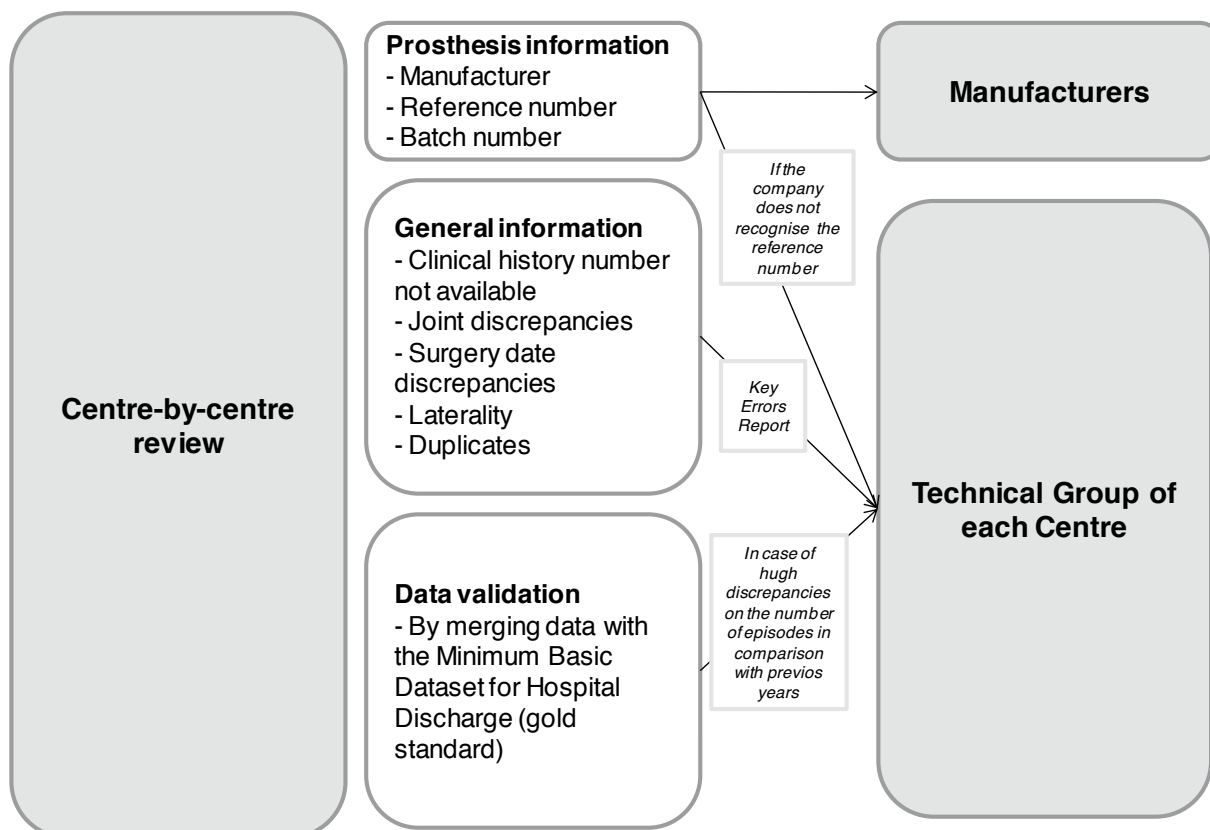 Centre-by-centre
review
Prosthesis information
- Manufacturer
- Reference number
- Batch number
General information
- Clinical history number
not available
- Joint discrepancies
- Surgery date
discrepancies
- Laterality
- Duplicates
Data validation
- By merging data with
the Minimum Basic
Dataset for Hospital
Discharge (gold
standard)
If the
company
does not
recognise the
reference
number
Key
Errors
Report
In case of
hugh
discrepancies
on the number
of episodes in
comparison
with previos
years
Manufacturers
Technical Group of
each Centre